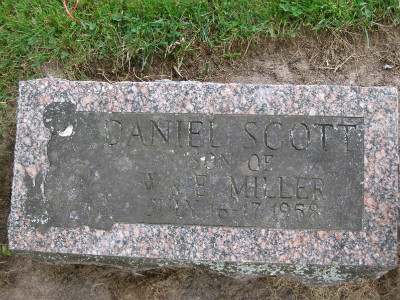 DANIEL SCOTT
SON OF
W. E. MILLER
JULY 16-17, 1958